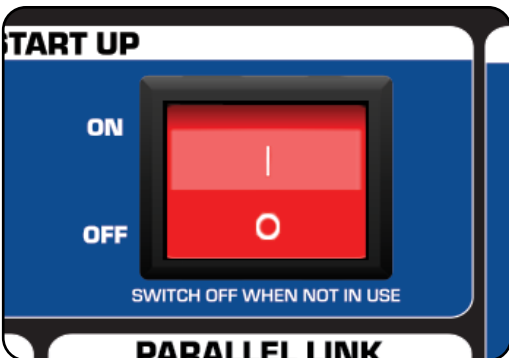 START UP
ON
|
OFF
O
SWITCH OFF WHEN NOT IN USE
PARALLEL LINK